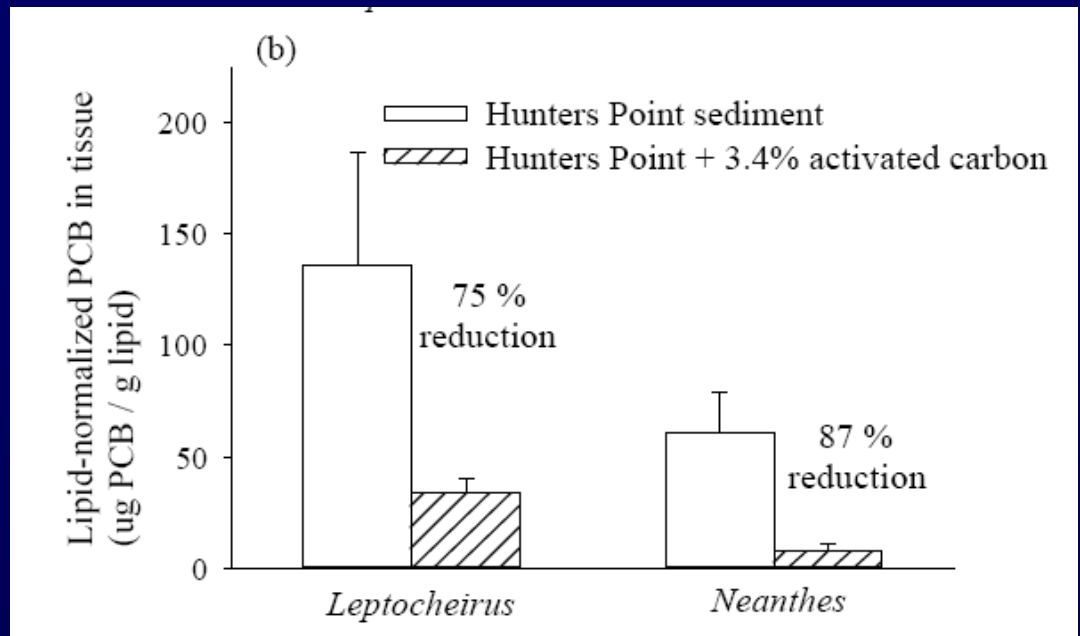 (b)
Hunters Point sediment
Hunters Point + 3.4% activated carbon
Lipid-normalized PCB in tissue
(ug PCB / g lipid)
200
150
100
50
0
75 %
reduction
87 %
reduction
Leptocheirus
Neanthes